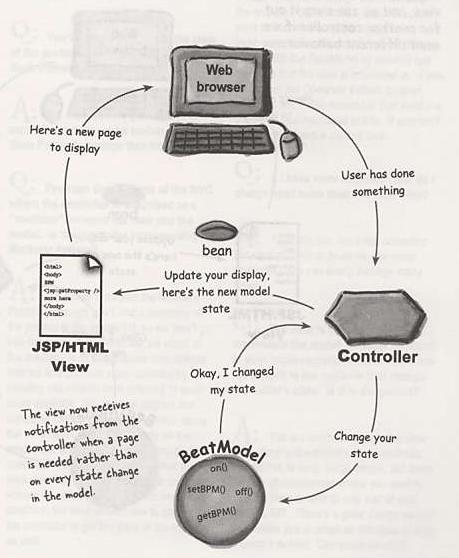 Web
browser
Here's a new page
to display
User has done
something
bean
Update your display,
here's the new model
state
<html>
<body>
BPM
<jsp:getProperty />
more here
</body>
</html>
JSP/HTML
View
Controller
Okay, I changed
my state
The view now receives
notifications from the
controller when a page
is needed rather than
on every state change
in the model.
Change your
state
BeatModel
on()
setBPM()
off()
getBPM()